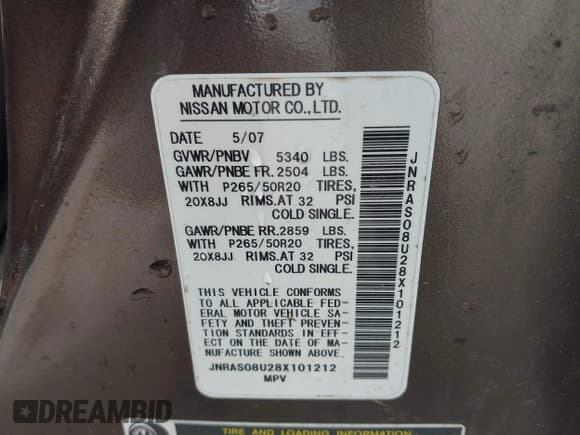 MANUFACTURED BY
NISSAN MOTOR CO.,LTD.
DATE 5/07
GVWR/PNBV 5340 LBS.
GAWR/PNBE FR.2504 LBS.
WITH P265/50R20 TIRES,
20X8JJ RIMS.AT 32 PSI
COLD SINGLE.
GAWR/PNBE RR.2859 LBS.
WITH P265/50R20 TIRES,
20X8JJ RIMS.AT 32 PSI
COLD SINGLE.
THIS VEHICLE CONFORMS
TO ALL APPLICABLE FED-
ERAL MOTOR VEHICLE SA-
FETY AND THEFT PREVEN-
TION STANDARDS IN EFF-
ECT ON THE DATE OF MA-
NUFACTURE SHOWN ABOVE.
JNRAS08U28X101212
MPV
JNRAS08U28X101212
TIRE AND LOADING INFORMATION
DREAMBID